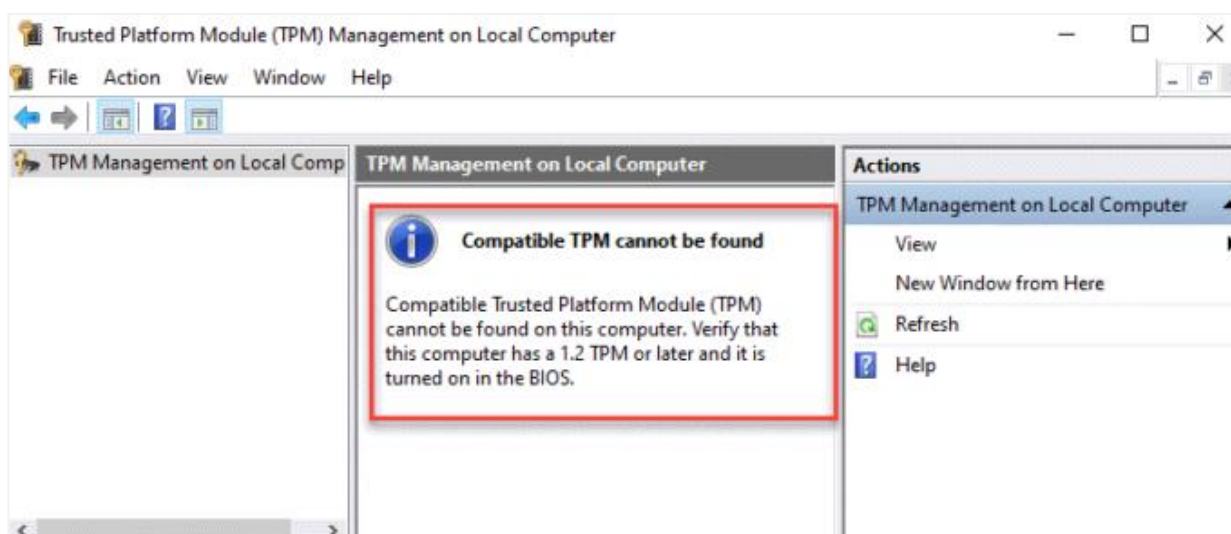 Trusted Platform Module (TPM) Management on Local Computer
File Action View Window Help
TPM Management on Local Comp
TPM Management on Local Computer
Compatible TPM cannot be found
Compatible Trusted Platform Module (TPM)
cannot be found on this computer. Verify that
this computer has a 1.2 TPM or later and it is
turned on in the BIOS.
Actions
TPM Management on Local Computer
View
New Window from Here
Refresh
Help